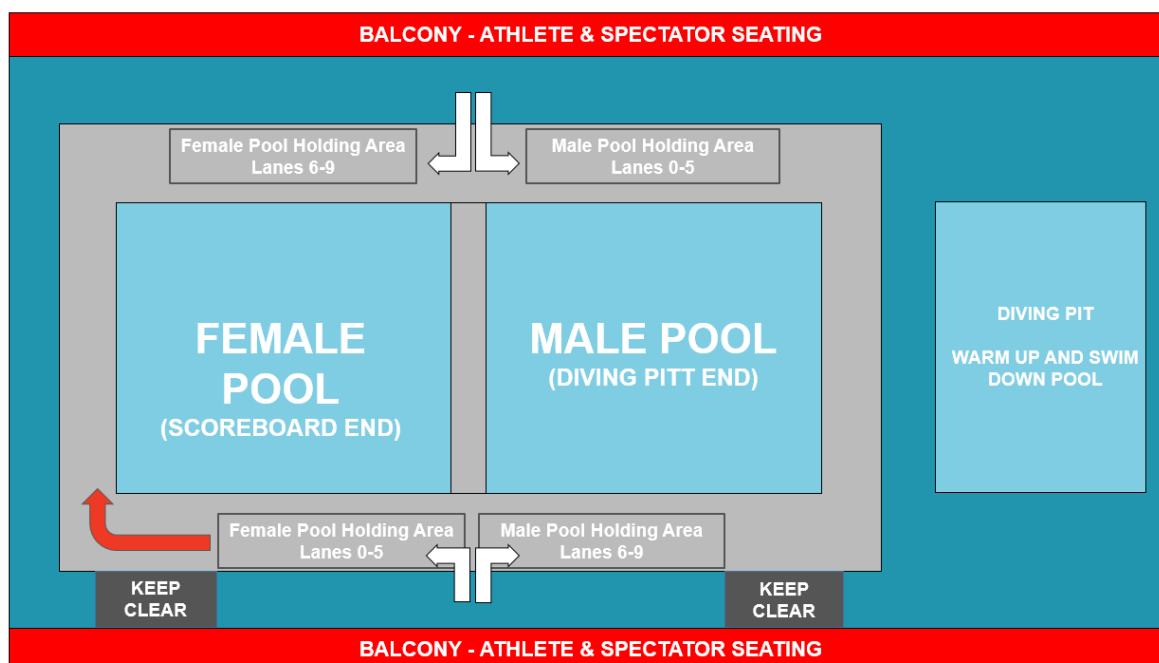 BALCONY - ATHLETE & SPECTATOR SEATING
Female Pool Holding Area
Lanes 6-9
Male Pool Holding Area
Lanes 0-5
FEMALE
POOL
(SCOREBOARD END)
MALE POOL
(DIVING PITT END)
DIVING PIT
WARM UP AND SWIM
DOWN POOL
Female Pool Holding Area
Lanes 0-5
Male Pool Holding Area
Lanes 6-9
KEEP
CLEAR
KEEP
CLEAR
BALCONY - ATHLETE & SPECTATOR SEATING